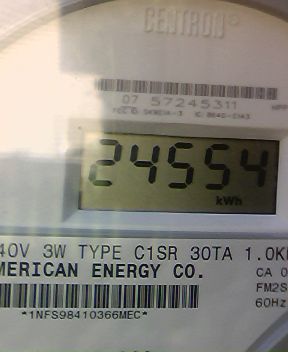 CENTRON®
07 57245311
24554
kWh
40V 3W TYPE C1SR 30TA 1.0K
MERICAN ENERGY CO.
CA 0
FM2S
60Hz
*1NFS98410366MEC*